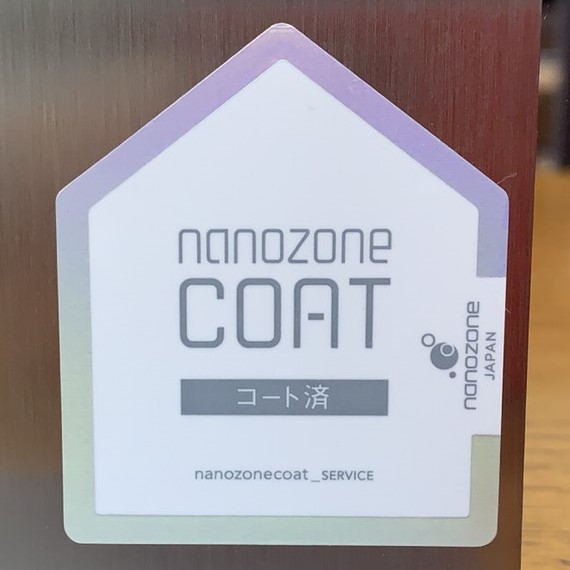 nanozone
COAT
コート済
nanozonecoat_SERVICE
nanozone
JAPAN